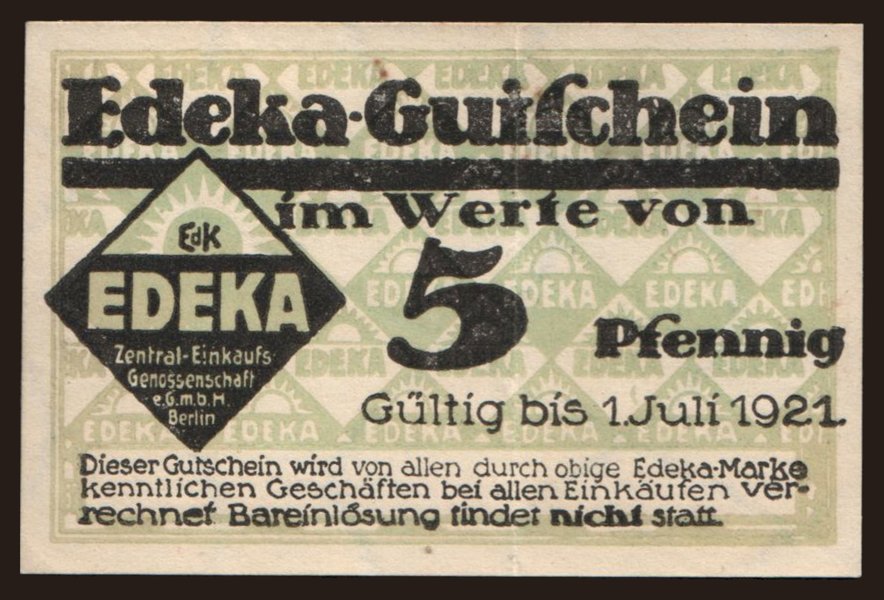 Edeka-Gutschein
im Werte von
5
Pfennig
Gültig bis 1. Juli 1921.
EdK
EDEKA
Zentral-Einkaufs
Genossenschaft
e.G.m.b.H.
Berlin
Dieser Gutschein wird von allen durch obige Edeka-Marke
kenntlichen Geschäften bei allen Einkäufen ver-
rechnet Bareinlösung findet nicht statt.